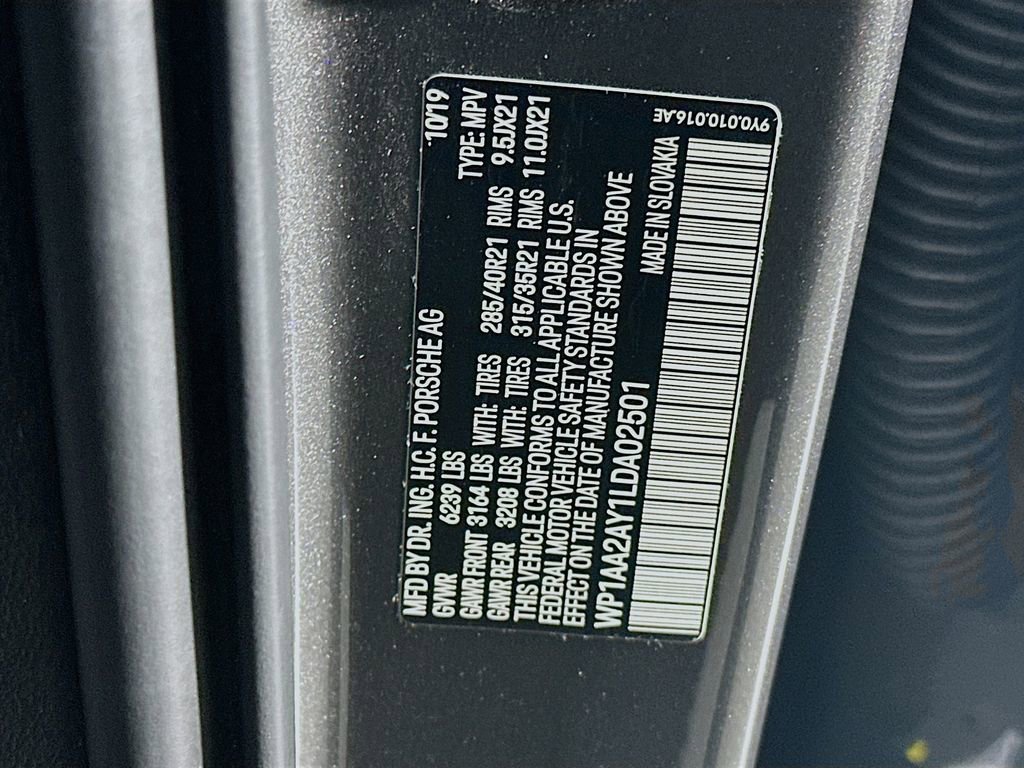 MFD BY DR. ING. H.C. F. PORSCHE AG 10/19
GVWR 6239 LBS TYPE: MPV
GAWR FRONT 3164 LBS WITH: TIRES 285/40R21 RIMS 9.5JX21
GAWR REAR 3208 LBS WITH: TIRES 315/35R21 RIMS 11.0JX21
THIS VEHICLE CONFORMS TO ALL APPLICABLE U.S.
FEDERAL MOTOR VEHICLE SAFETY STANDARDS IN
EFFECT ON THE DATE OF MANUFACTURE SHOWN ABOVE
WP1AA2AY1LDA02501
MADE IN SLOVAKIA
9Y0.010.016.AE